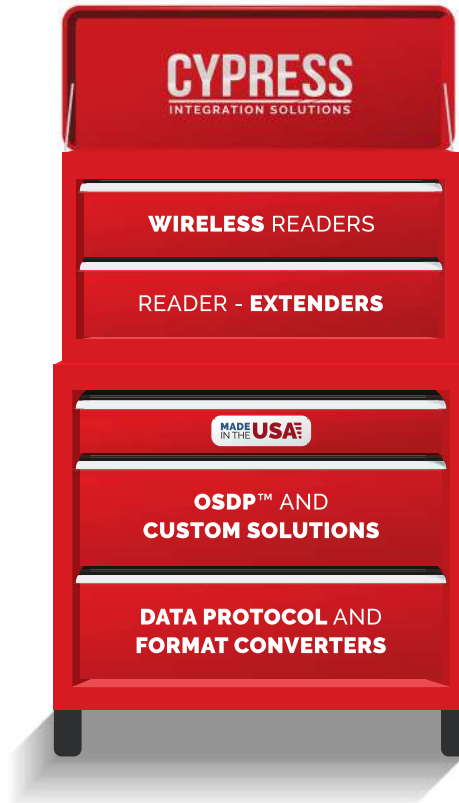 CYPRESS
INTEGRATION SOLUTIONS
WIRELESS READERS
READER - EXTENDERS
MADE
IN THE USA
OSDP™ AND
CUSTOM SOLUTIONS
DATA PROTOCOL AND
FORMAT CONVERTERS